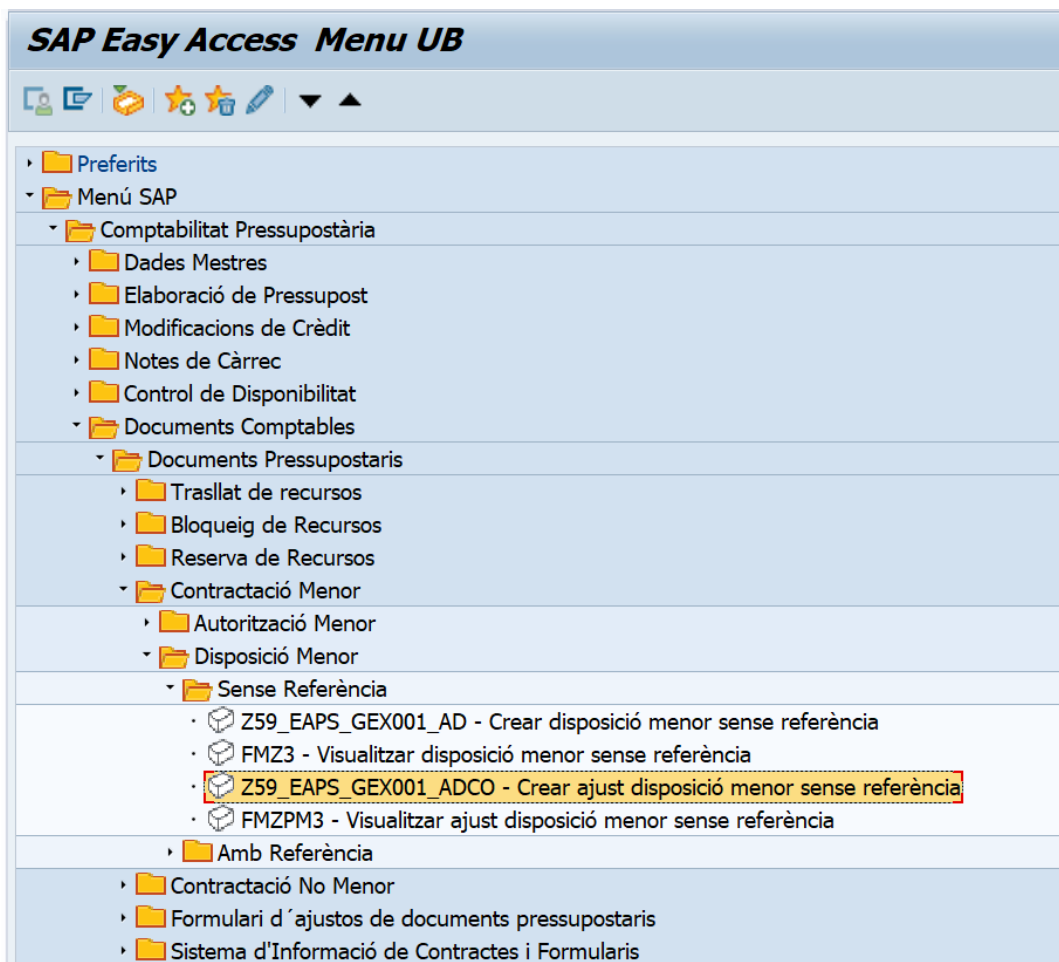 SAP Easy Access Menu UB
Preferits
Menú SAP
Comptabilitat Pressupostària
Dades Mestres
Elaboració de Pressupost
Modificacions de Crèdit
Notes de Càrrec
Control de Disponibilitat
Documents Comptables
Documents Pressupostaris
Trasllat de recursos
Bloqueig de Recursos
Reserva de Recursos
Contractació Menor
Autorització Menor
Disposició Menor
Sense Referència
Z59_EAPS_GEX001_AD - Crear disposició menor sense referència
FMZ3 - Visualitzar disposició menor sense referència
Z59_EAPS_GEX001_ADCO - Crear ajust disposició menor sense referència
FMZPM3 - Visualitzar ajust disposició menor sense referència
Amb Referència
Contractació No Menor
Formulari d´ajustos de documents pressupostaris
Sistema d'Informació de Contractes i Formularis